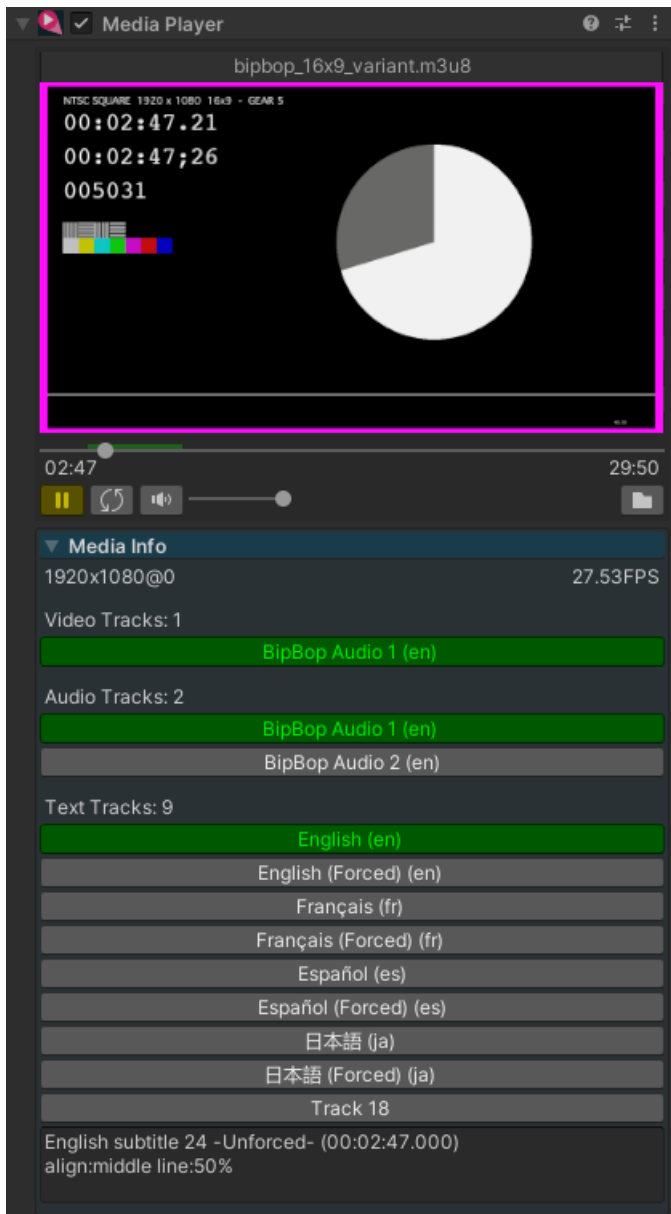 Media Player
bipbop_16x9_variant.m3u8
NTSC SQUARE 1920 x 1080 16x9 - GEAR 5
00:02:47.21
00:02:47;26
005031
02:47 29:50
Media Info
1920x1080@0 27.53FPS
Video Tracks: 1
BipBop Audio 1 (en)
Audio Tracks: 2
BipBop Audio 1 (en)
BipBop Audio 2 (en)
Text Tracks: 9
English (en)
English (Forced) (en)
Français (fr)
Français (Forced) (fr)
Español (es)
Español (Forced) (es)
日本語 (ja)
日本語 (Forced) (ja)
Track 18
English subtitle 24 -Unforced- (00:02:47.000)
align:middle line:50%